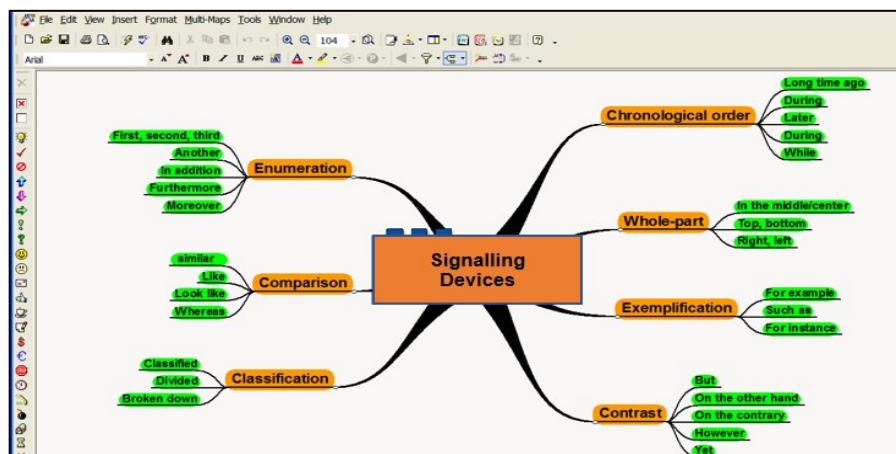 File Edit View Insert Format Multi-Maps Tools Window Help
104
Arial
Signalling
Devices
Enumeration
First, second, third
Another
In addition
Furthermore
Moreover
Comparison
similar
Like
Look like
Whereas
Classification
Classified
Divided
Broken down
Chronological order
Long time ago
During
Later
During
While
Whole-part
In the middle/center
Top, bottom
Right, left
Exemplification
For example
Such as
For instance
Contrast
But
On the other hand
On the contrary
However
Yet